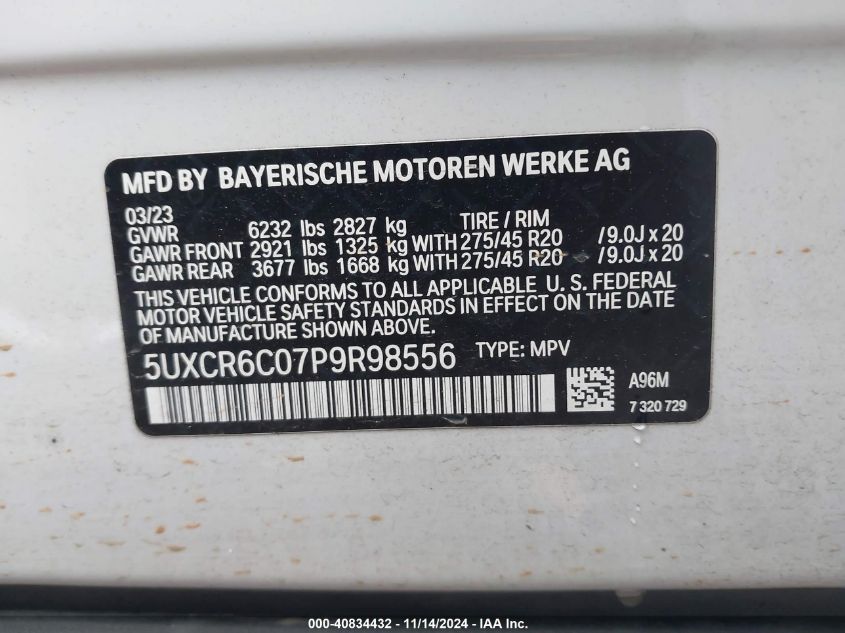 MFD BY BAYERISCHE MOTOREN WERKE AG
03/23
GVWR 6232 lbs 2827 kg TIRE / RIM
GAWR FRONT 2921 lbs 1325 kg WITH 275/45 R20 /9.0J x 20
GAWR REAR 3677 lbs 1668 kg WITH 275/45 R20 /9.0J x 20
THIS VEHICLE CONFORMS TO ALL APPLICABLE U. S. FEDERAL
MOTOR VEHICLE SAFETY STANDARDS IN EFFECT ON THE DATE
OF MANUFACTURE SHOWN ABOVE.
5UXCR6C07P9R98556 TYPE: MPV
A96M
7 320 729
000-40834432 - 11/14/2024 - IAA Inc.